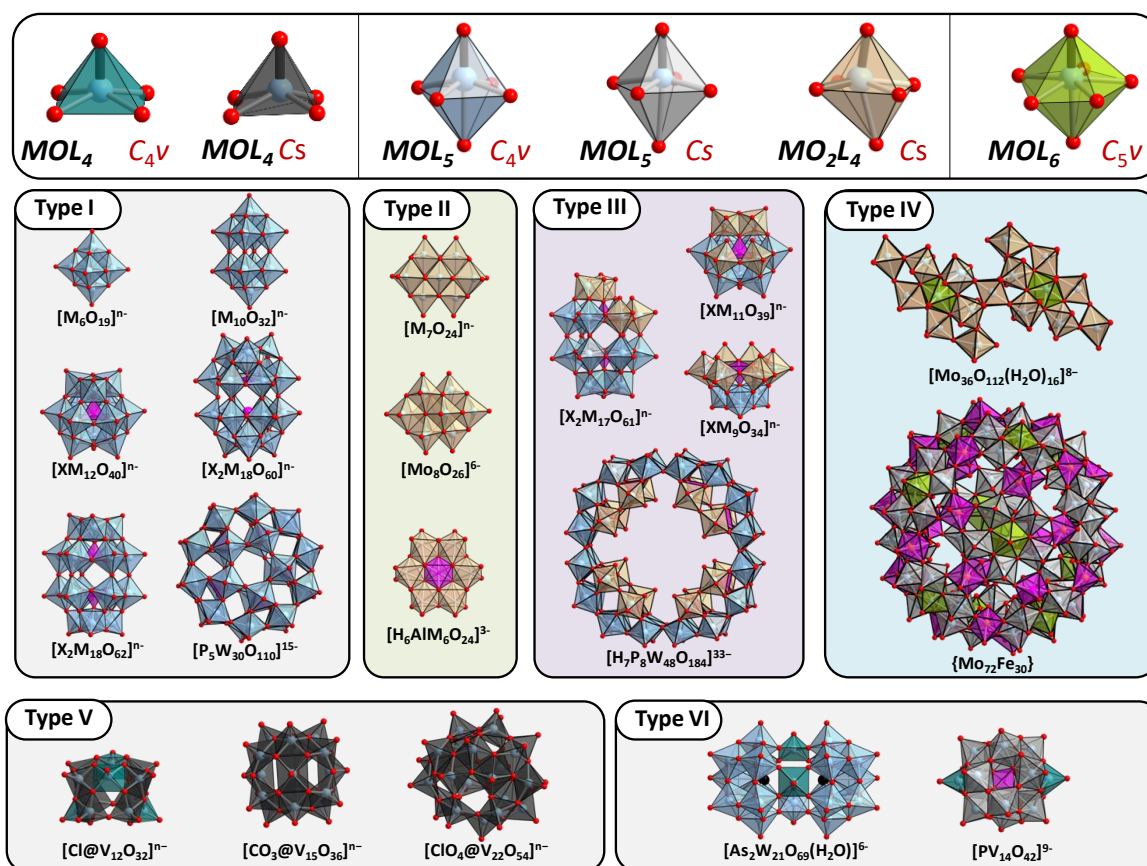 MOL₄ C₄v MOL₄ Cs MOL₅ C₄v MOL₅ Cs MO₂L₄ Cs MOL₆ C₅v
Type I
[M₆O₁₉]ⁿ⁻
[M₁₀O₃₂]ⁿ⁻
[XM₁₂O₄₀]ⁿ⁻
[X₂M₁₈O₆₀]ⁿ⁻
[X₂M₁₈O₆₂]ⁿ⁻
[P₅W₃₀O₁₁₀]¹⁵⁻
Type II
[M₇O₂₄]ⁿ⁻
[Mo₈O₂₆]⁶⁻
[H₆AlM₆O₂₄]³⁻
Type III
[XM₁₁O₃₉]ⁿ⁻
[X₂M₁₇O₆₁]ⁿ⁻
[XM₉O₃₄]ⁿ⁻
[H₇P₈W₄₈O₁₈₄]³³⁻
Type IV
[Mo₃₆O₁₁₂(H₂O)₁₆]⁸⁻
{Mo₇₂Fe₃₀}
Type V
[Cl@V₁₂O₃₂]ⁿ⁻
[CO₃@V₁₅O₃₆]ⁿ⁻
[ClO₄@V₂₂O₅₄]ⁿ⁻
Type VI
[As₂W₂₁O₆₉(H₂O)]⁶⁻
[PV₁₄O₄₂]⁹⁻